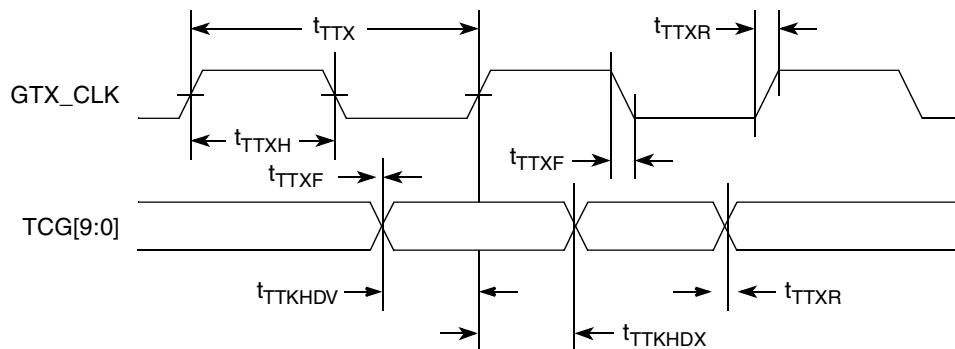 tTTX
tTTXR
GTX_CLK
tTTXH
tTTXF
tTTXF
TCG[9:0]
tTTKHDV
tTTXR
tTTKHDX